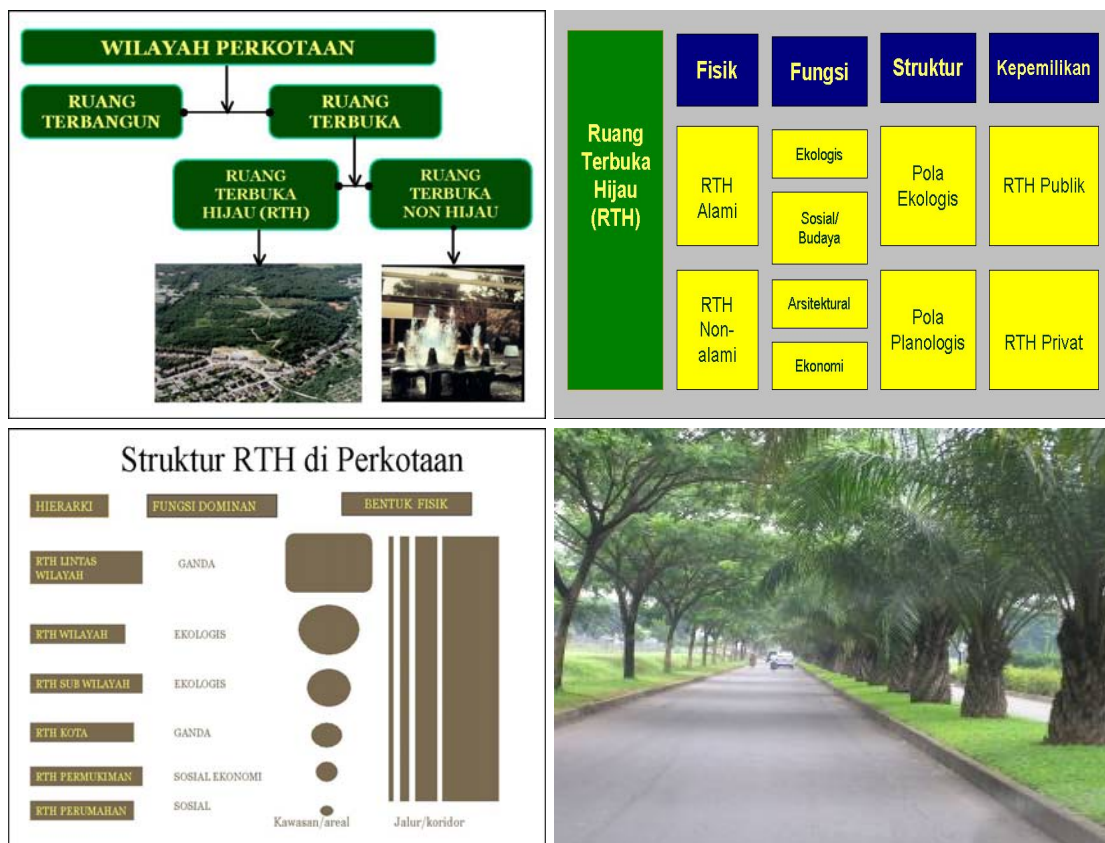 WILAYAH PERKOTAAN
RUANG
TERBANGUN
RUANG
TERBUKA
RUANG
TERBUKA
HIJAU (RTH)
RUANG
TERBUKA
NON HIJAU
Ruang
Terbuka
Hijau
(RTH)
Fisik
Fungsi
Struktur
Kepemilikan
RTH
Alami
Ekologis
Sosial/
Budaya
Pola
Ekologis
RTH Publik
RTH
Non-
alami
Arsitektural
Ekonomi
Pola
Planologis
RTH Privat
Struktur RTH di Perkotaan
HIERARKI
FUNGSI DOMINAN
BENTUK FISIK
RTH LINTAS
WILAYAH
GANDA
RTH WILAYAH
EKOLOGIS
RTH SUB WILAYAH
EKOLOGIS
RTH KOTA
GANDA
RTH PERMUKIMAN
SOSIAL EKONOMI
RTH PERUMAHAN
SOSIAL
Kawasan/areal
Jalur/koridor